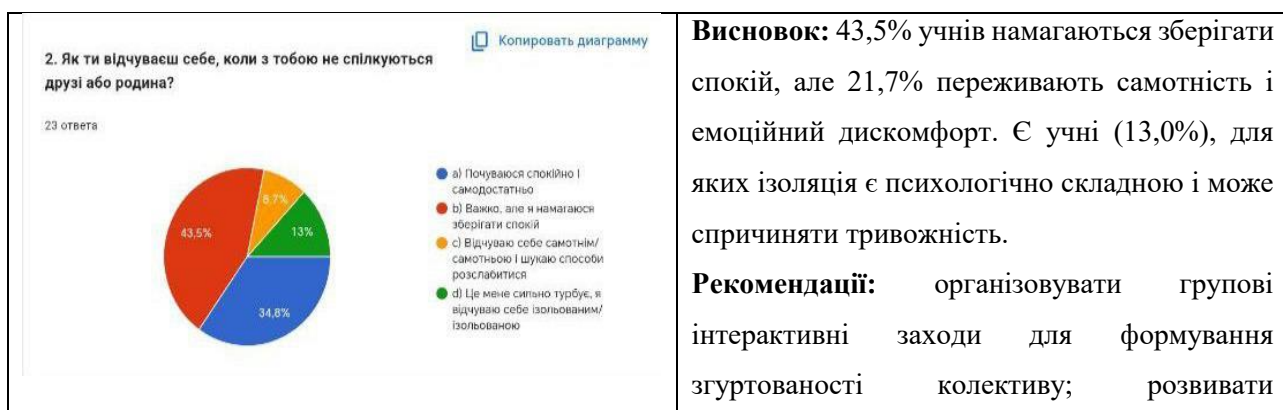 Копировать диаграмму
2. Як ти відчуваєш себе, коли з тобою не спілкуються
друзі або родина?
23 ответа
43,5%
8,7%
13%
34,8%
a) Почуваюся спокійно і
самодостатньо
b) Важко, але я намагаюся
зберігати спокій
c) Відчуваю себе самотнім/
самотньою і шукаю способи
розслабитися
d) Це мене сильно турбує, я
відчуваю себе ізольованим/
ізольованою
Висновок: 43,5% учнів намагаються зберігати
спокій, але 21,7% переживають самотність і
емоційний дискомфорт. Є учні (13,0%), для
яких ізоляція є психологічно складною і може
спричиняти тривожність.
Рекомендації: організовувати групові
інтерактивні заходи для формування
згуртованості колективу; розвивати